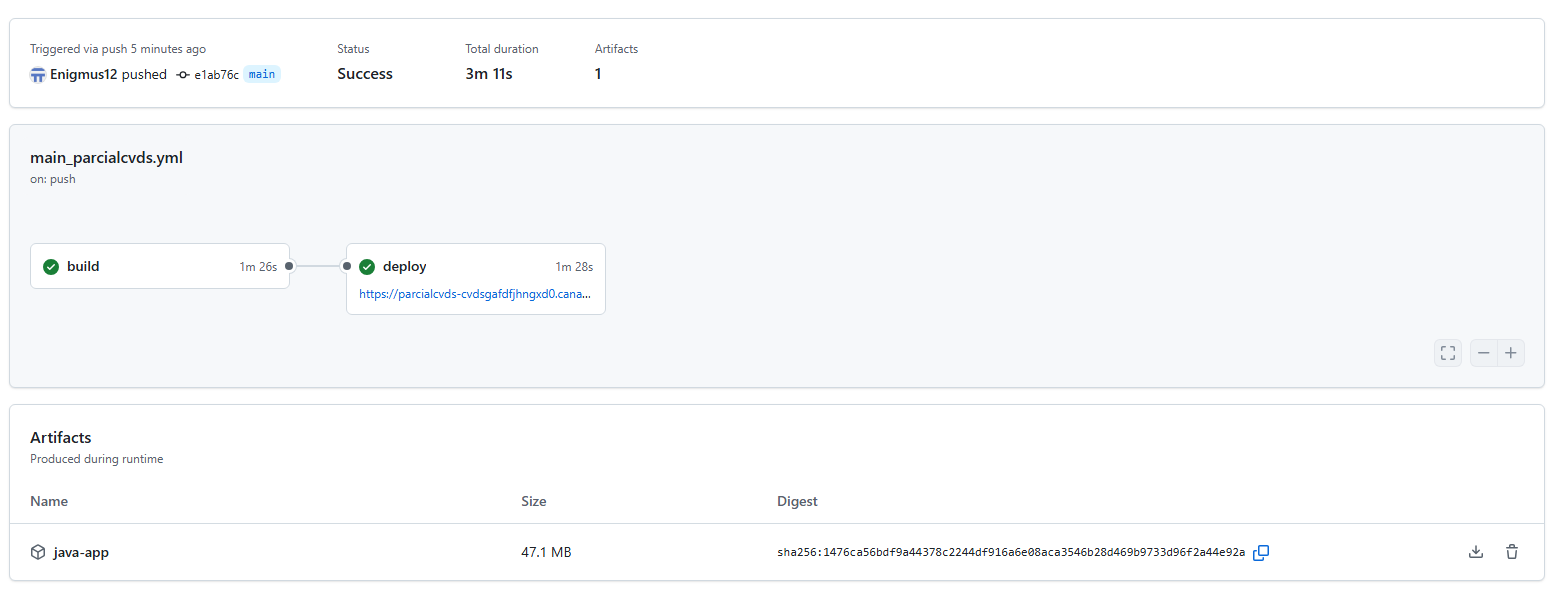 Triggered via push 5 minutes ago
Enigmus12 pushed e1ab76c main
Status
Success
Total duration
3m 11s
Artifacts
1
main_parcialcvds.yml
on: push
build 1m 26s
deploy 1m 28s
https://parcialcvds-cvdsgafdfjhngxd0.cana...
Artifacts
Produced during runtime
Name Size Digest
java-app 47.1 MB sha256:1476ca56bdf9a44378c2244df916a6e08aca3546b28d469b9733d96f2a44e92a